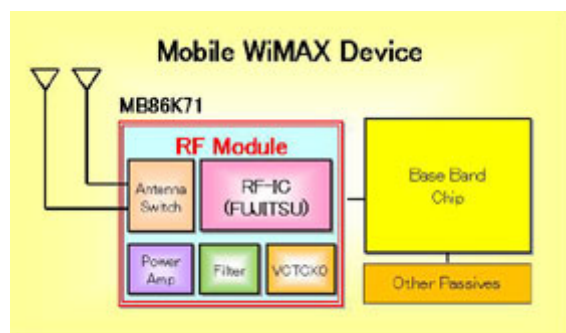 Mobile WiMAX Device
MB86K71
RF Module
Antenna
Switch
RF-IC
(FUJITSU)
Base Band
Chip
Power
Amp
Filter
VCTCXO
Other Passives